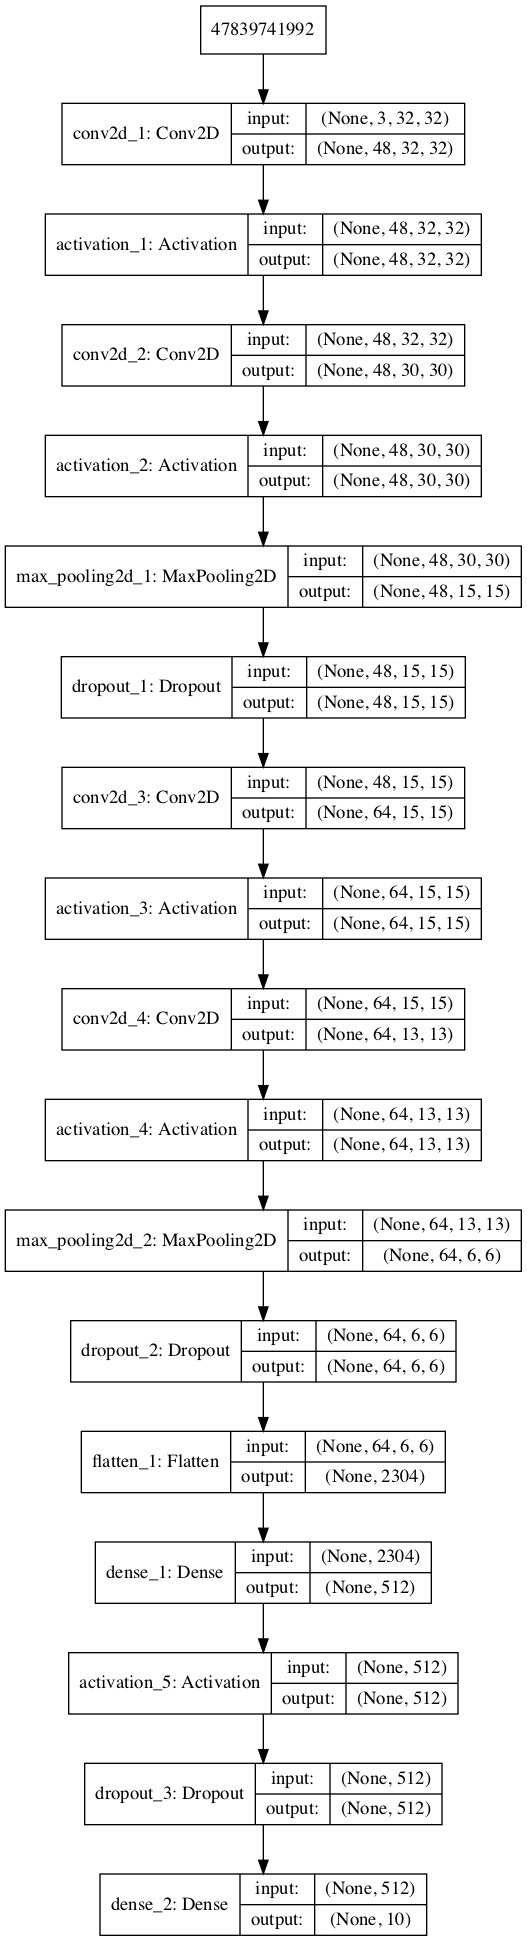 47839741992
conv2d_1: Conv2D
input: (None, 3, 32, 32)
output: (None, 48, 32, 32)
activation_1: Activation
input: (None, 48, 32, 32)
output: (None, 48, 32, 32)
conv2d_2: Conv2D
input: (None, 48, 32, 32)
output: (None, 48, 30, 30)
activation_2: Activation
input: (None, 48, 30, 30)
output: (None, 48, 30, 30)
max_pooling2d_1: MaxPooling2D
input: (None, 48, 30, 30)
output: (None, 48, 15, 15)
dropout_1: Dropout
input: (None, 48, 15, 15)
output: (None, 48, 15, 15)
conv2d_3: Conv2D
input: (None, 48, 15, 15)
output: (None, 64, 15, 15)
activation_3: Activation
input: (None, 64, 15, 15)
output: (None, 64, 15, 15)
conv2d_4: Conv2D
input: (None, 64, 15, 15)
output: (None, 64, 13, 13)
activation_4: Activation
input: (None, 64, 13, 13)
output: (None, 64, 13, 13)
max_pooling2d_2: MaxPooling2D
input: (None, 64, 13, 13)
output: (None, 64, 6, 6)
dropout_2: Dropout
input: (None, 64, 6, 6)
output: (None, 64, 6, 6)
flatten_1: Flatten
input: (None, 64, 6, 6)
output: (None, 2304)
dense_1: Dense
input: (None, 2304)
output: (None, 512)
activation_5: Activation
input: (None, 512)
output: (None, 512)
dropout_3: Dropout
input: (None, 512)
output: (None, 512)
dense_2: Dense
input: (None, 512)
output: (None, 10)